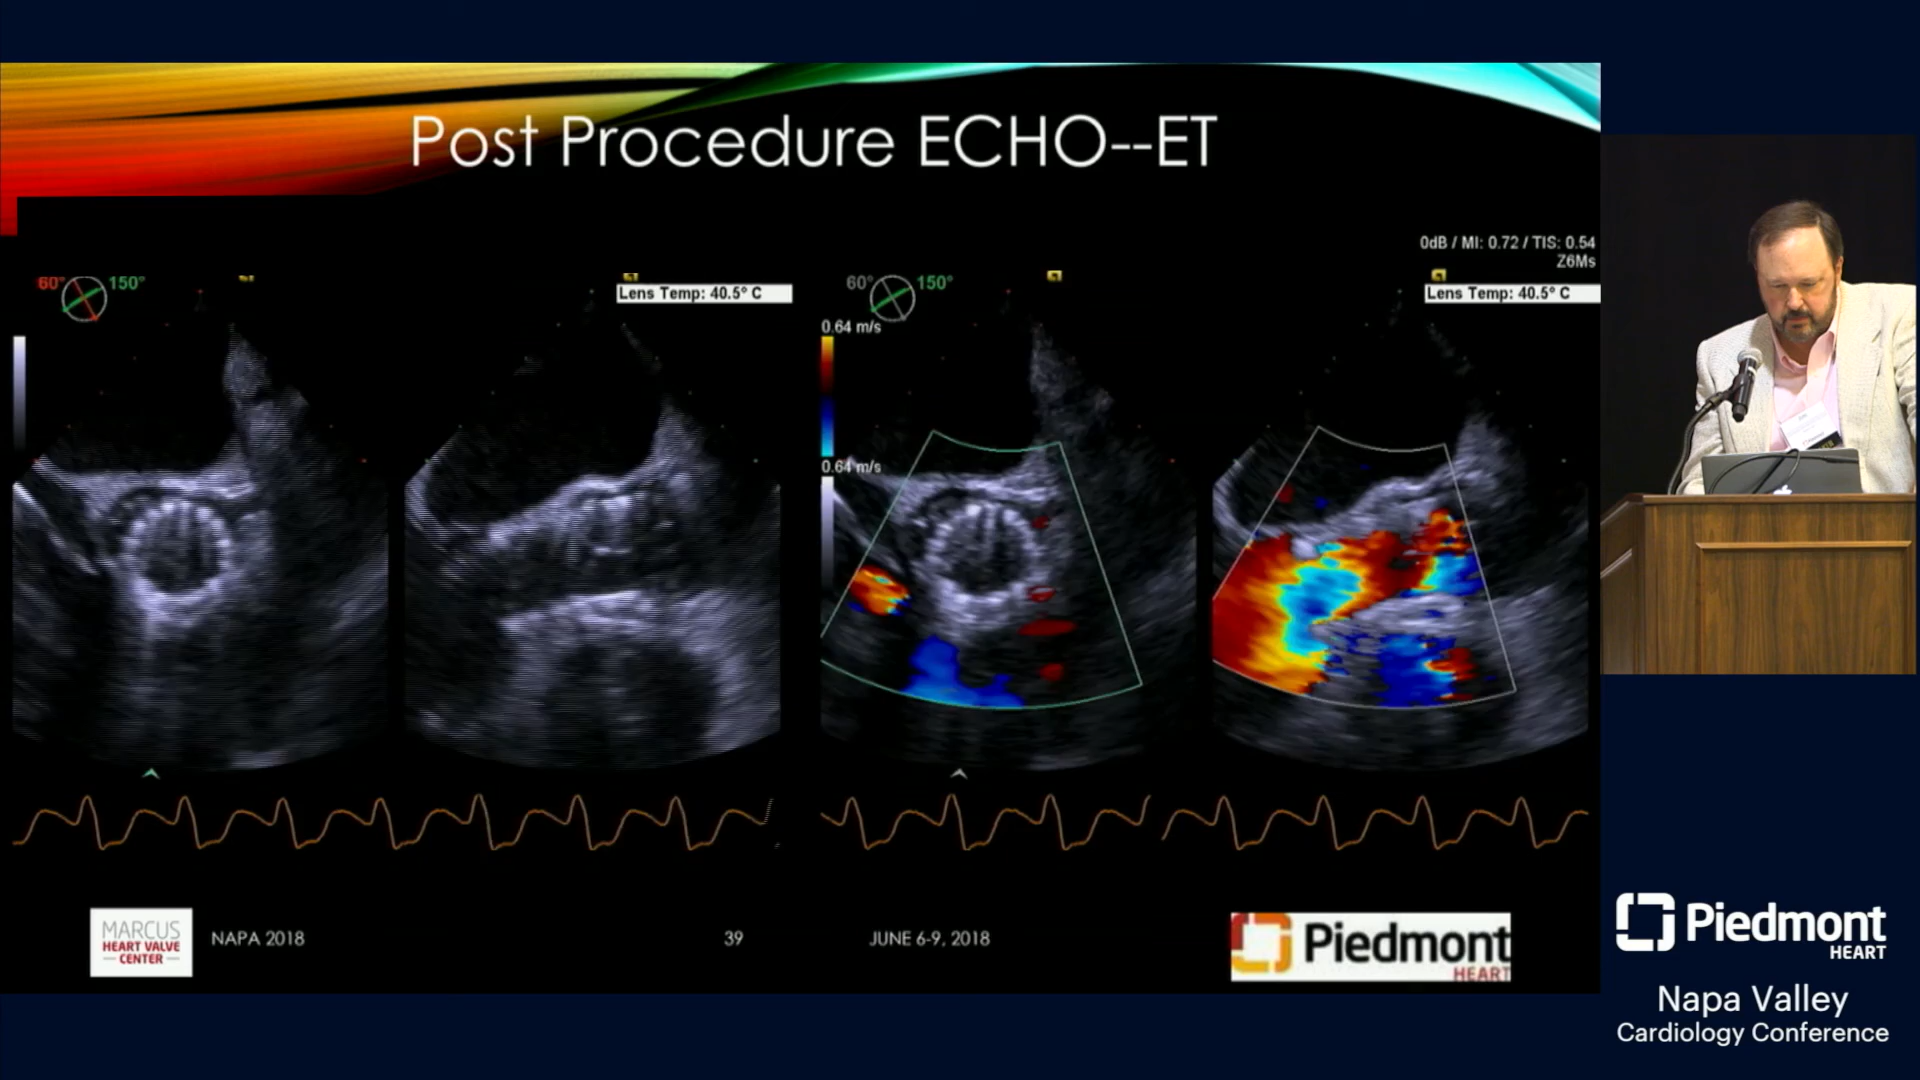 Post Procedure ECHO--ET
0dB / MI: 0.72 / TIS: 0.54
Z6Ms
60° 150°
Lens Temp: 40.5° C
60° 150°
Lens Temp: 40.5° C
0.64 m/s
0.64 m/s
MARCUS
HEART VALVE
CENTER
NAPA 2018
39
JUNE 6-9, 2018
Piedmont
HEART
Piedmont
HEART
Napa Valley
Cardiology Conference